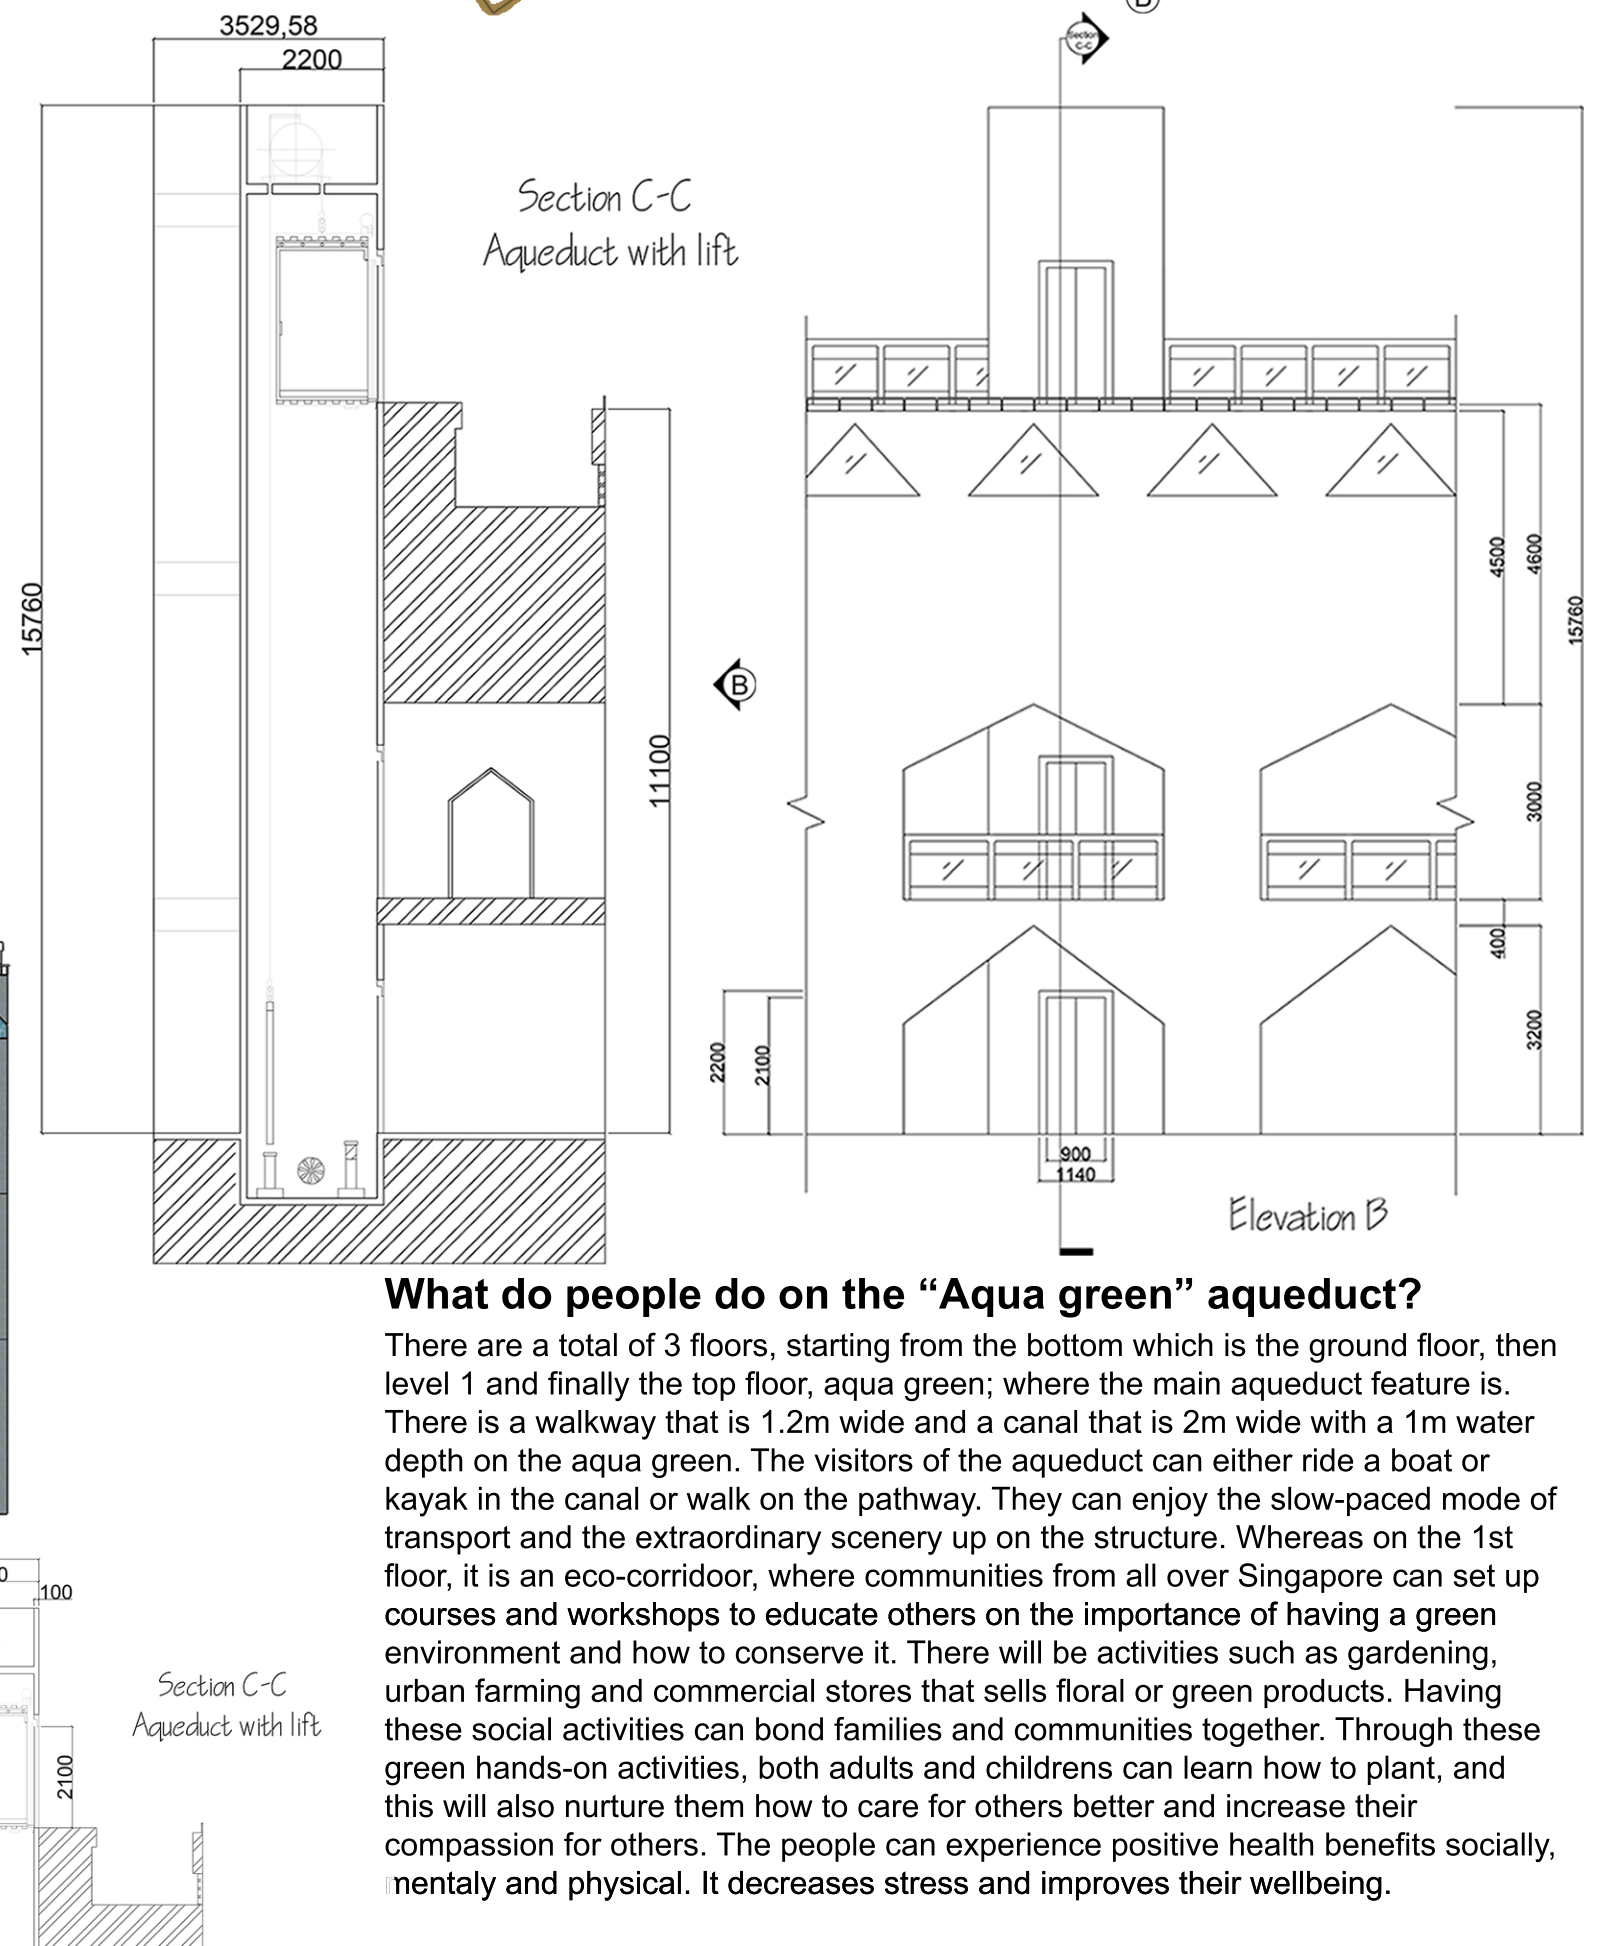 3529,58
2200
B
Section
C-C
Section C-C
Aqueduct with lift
15760
11100
B
4500
4600
15760
3000
400
3200
2200
2100
900
1140
Elevation B
What do people do on the “Aqua green” aqueduct?
There are a total of 3 floors, starting from the bottom which is the ground floor, then
level 1 and finally the top floor, aqua green; where the main aqueduct feature is.
There is a walkway that is 1.2m wide and a canal that is 2m wide with a 1m water
depth on the aqua green. The visitors of the aqueduct can either ride a boat or
kayak in the canal or walk on the pathway. They can enjoy the slow-paced mode of
transport and the extraordinary scenery up on the structure. Whereas on the 1st
floor, it is an eco-corridoor, where communities from all over Singapore can set up
courses and workshops to educate others on the importance of having a green
environment and how to conserve it. There will be activities such as gardening,
urban farming and commercial stores that sells floral or green products. Having
these social activities can bond families and communities together. Through these
green hands-on activities, both adults and childrens can learn how to plant, and
this will also nurture them how to care for others better and increase their
compassion for others. The people can experience positive health benefits socially,
mentaly and physical. It decreases stress and improves their wellbeing.
0
100
Section C-C
Aqueduct with lift
2100